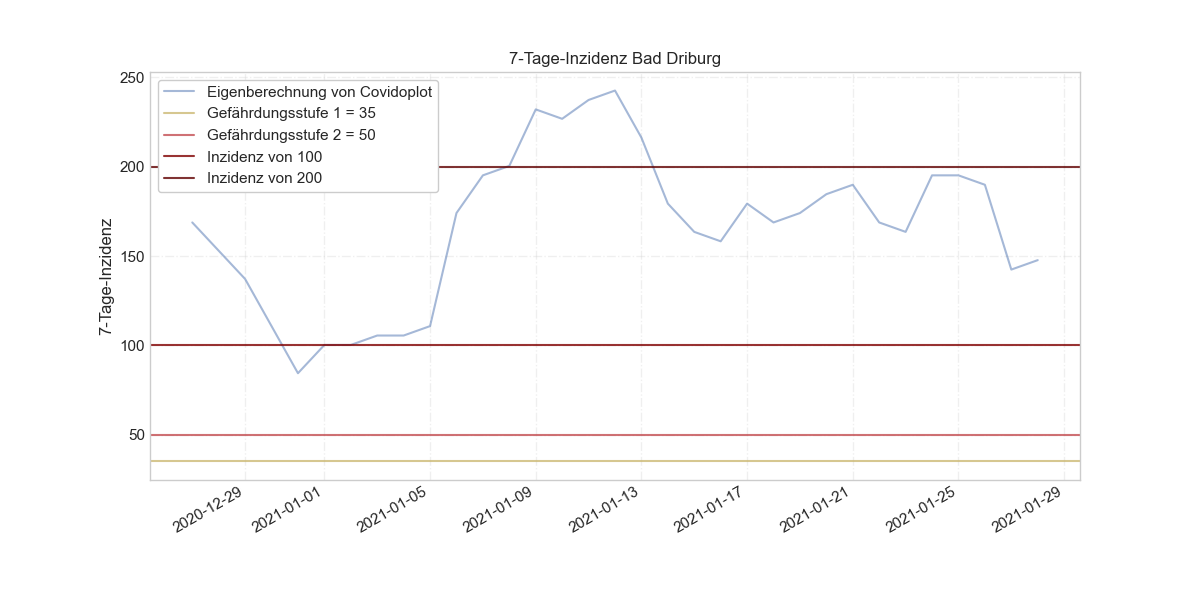 7-Tage-Inzidenz Bad Driburg
Eigenberechnung von Covidoplot
Gefährdungsstufe 1 = 35
Gefährdungsstufe 2 = 50
Inzidenz von 100
Inzidenz von 200
7-Tage-Inzidenz
250
200
150
100
50
2020-12-29
2021-01-01
2021-01-05
2021-01-09
2021-01-13
2021-01-17
2021-01-21
2021-01-25
2021-01-29